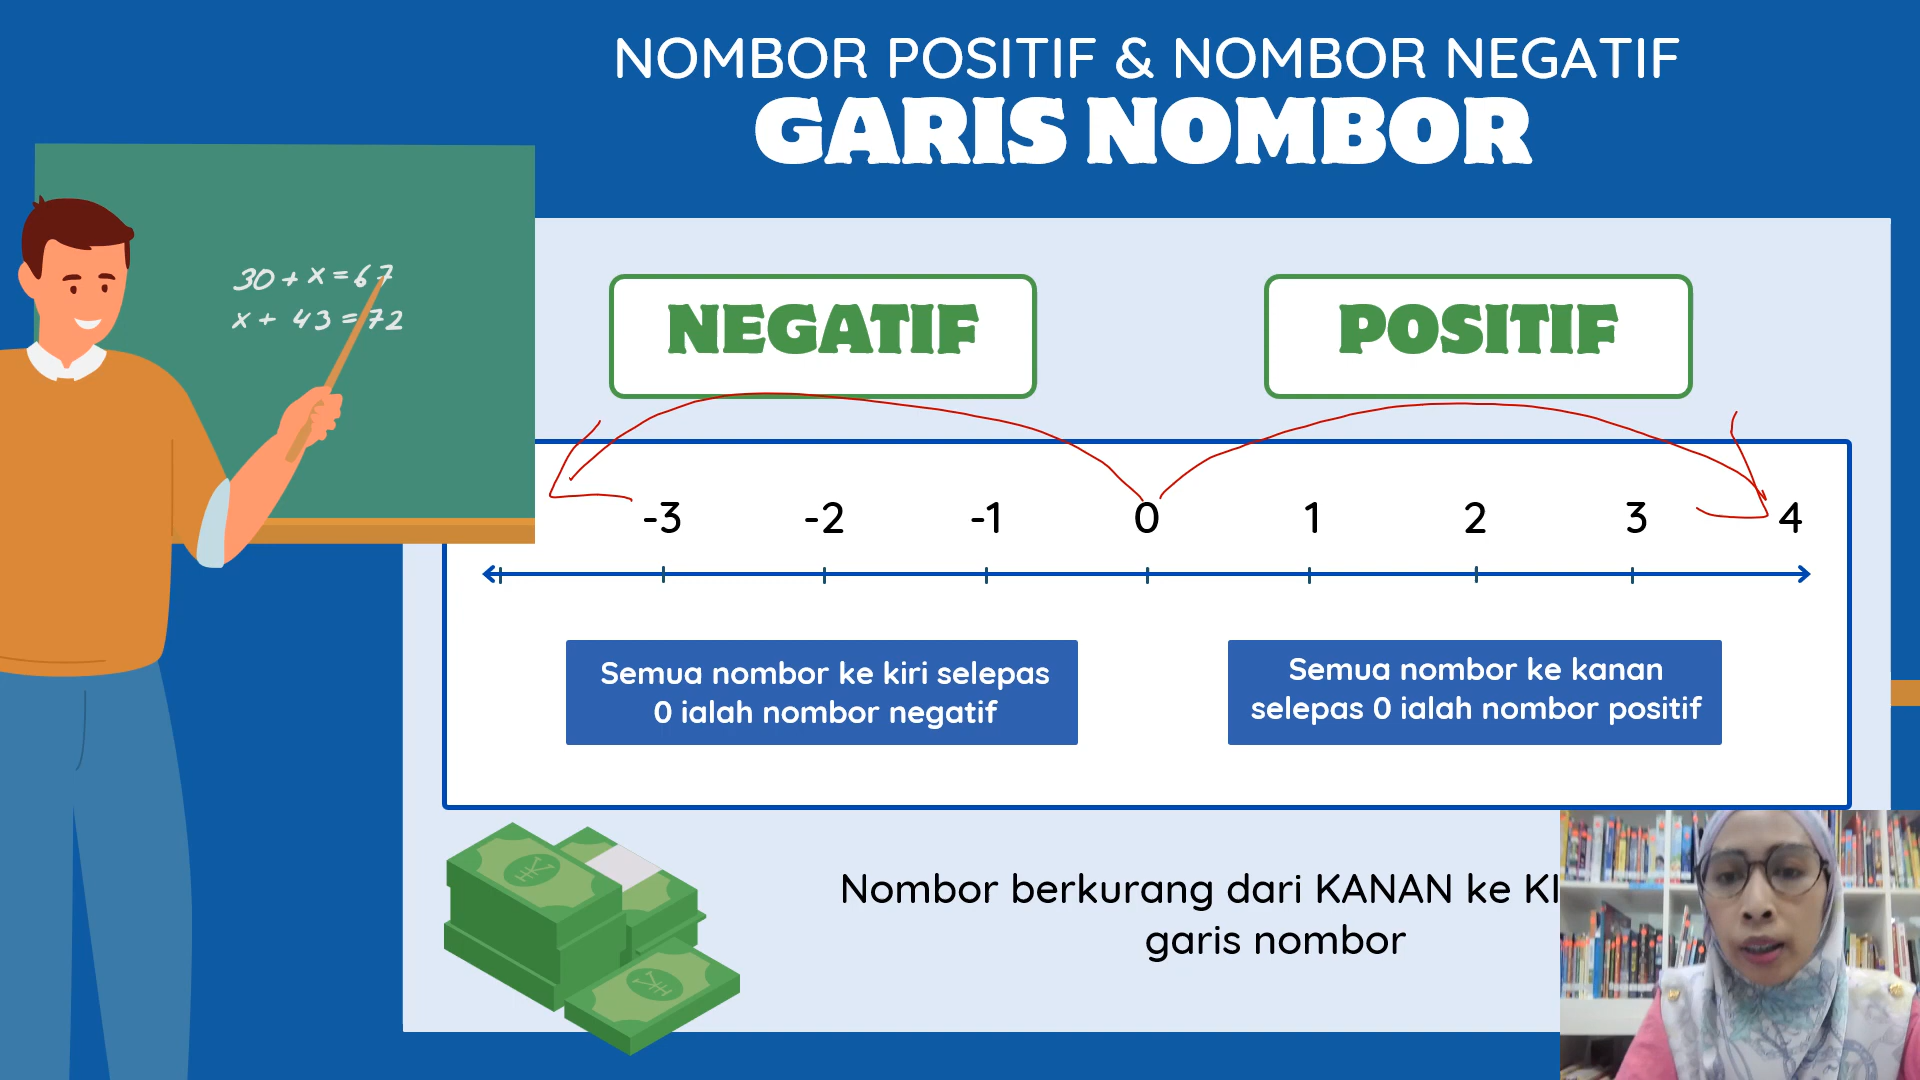 NOMBOR POSITIF & NOMBOR NEGATIF
GARIS NOMBOR
30 + x = 67
x + 43 = 72
NEGATIF
POSITIF
-3 -2 -1 0 1 2 3 4
Semua nombor ke kiri selepas
0 ialah nombor negatif
Semua nombor ke kanan
selepas 0 ialah nombor positif
Nombor berkurang dari KANAN ke
garis nombor